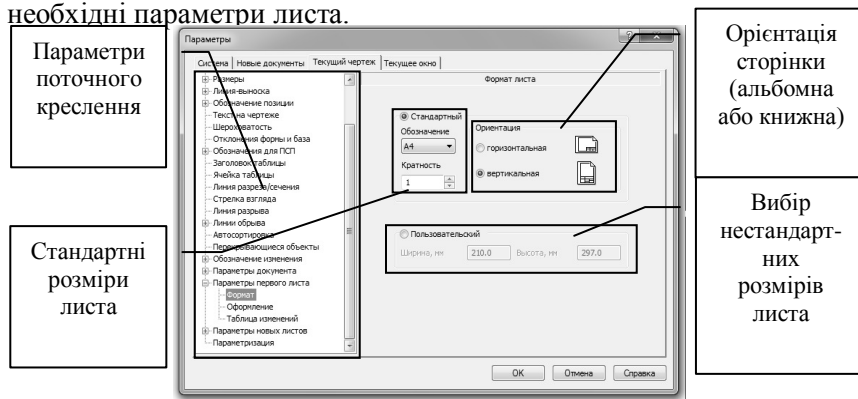 необхідні параметри листа.
Параметри
поточного
креслення
Стандартні
розміри
листа
Параметры
Система
Новые документы
Текущий чертеж
Текущее окно
Размеры
Линия-выноска
Обозначение позиции
Текст на чертеже
Шероховатость
Отклонения формы и база
Обозначения для ПСП
Заголовок таблицы
Ячейка таблицы
Линия разреза/сечения
Стрелка взгляда
Линия разрыва
Линии обрыва
Автосортировка
Перекрывающиеся объекты
Обозначение изменения
Параметры документа
Параметры первого листа
Формат
Оформление
Таблица изменений
Параметры новых листов
Параметризация
Формат листа
Стандартный
Обозначение
A4
Кратность
1
Ориентация
горизонтальная
вертикальная
Пользовательский
Ширина, мм 210.0 Высота, мм 297.0
OK Отмена Справка
Орієнтація
сторінки
(альбомна
або книжна)
Вибір
нестандарт-
них
розмірів
листа